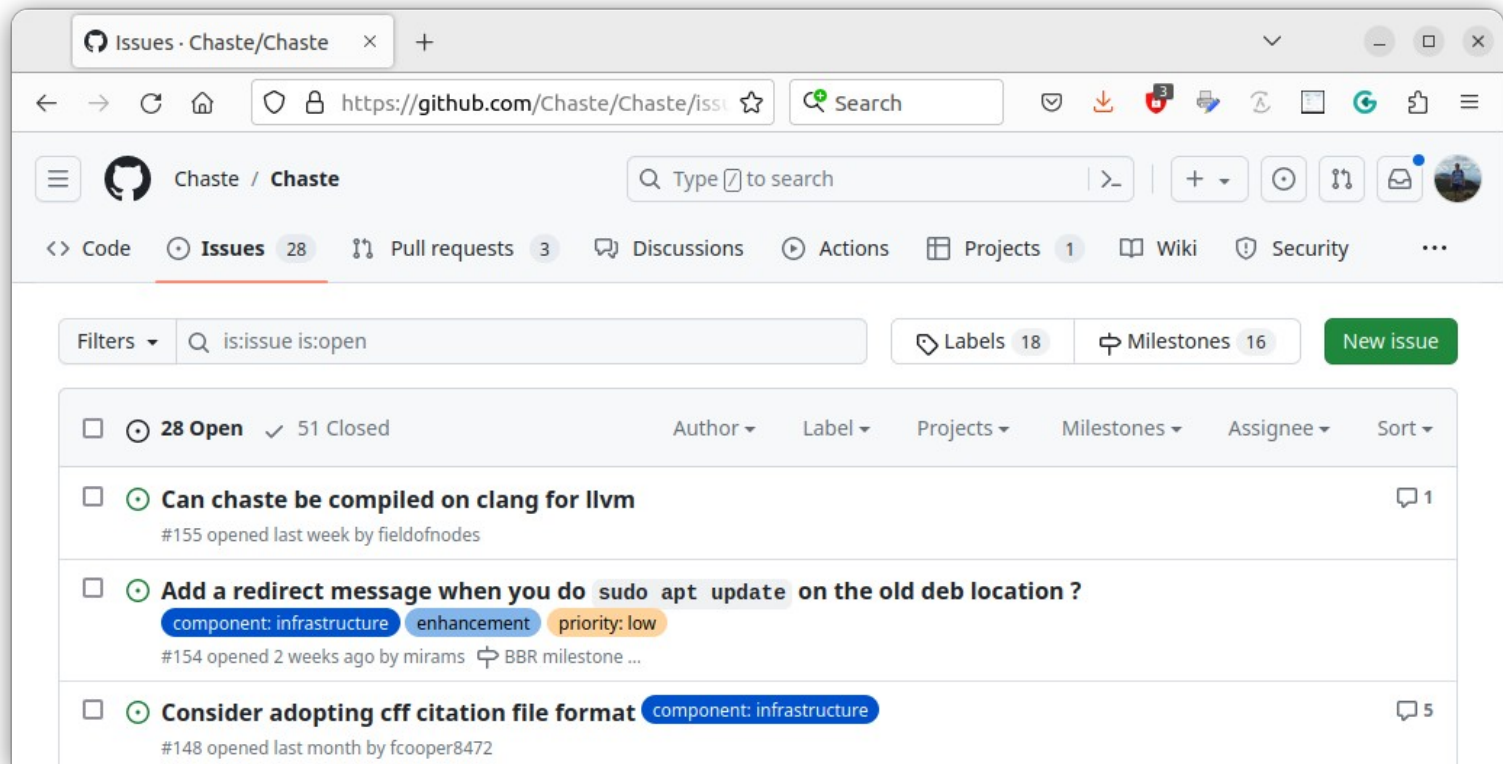 Issues · Chaste/Chaste
https://github.com/Chaste/Chaste/iss
Search
3
Chaste / Chaste
Type / to search
Code
Issues 28
Pull requests 3
Discussions
Actions
Projects 1
Wiki
Security
Filters
is:issue is:open
Labels 18
Milestones 16
New issue
28 Open
51 Closed
Author
Label
Projects
Milestones
Assignee
Sort
Can chaste be compiled on clang for llvm
1
#155 opened last week by fieldofnodes
Add a redirect message when you do sudo apt update on the old deb location ?
component: infrastructure
enhancement
priority: low
#154 opened 2 weeks ago by mirams
BBR milestone ...
Consider adopting cff citation file format
component: infrastructure
5
#148 opened last month by fcooper8472